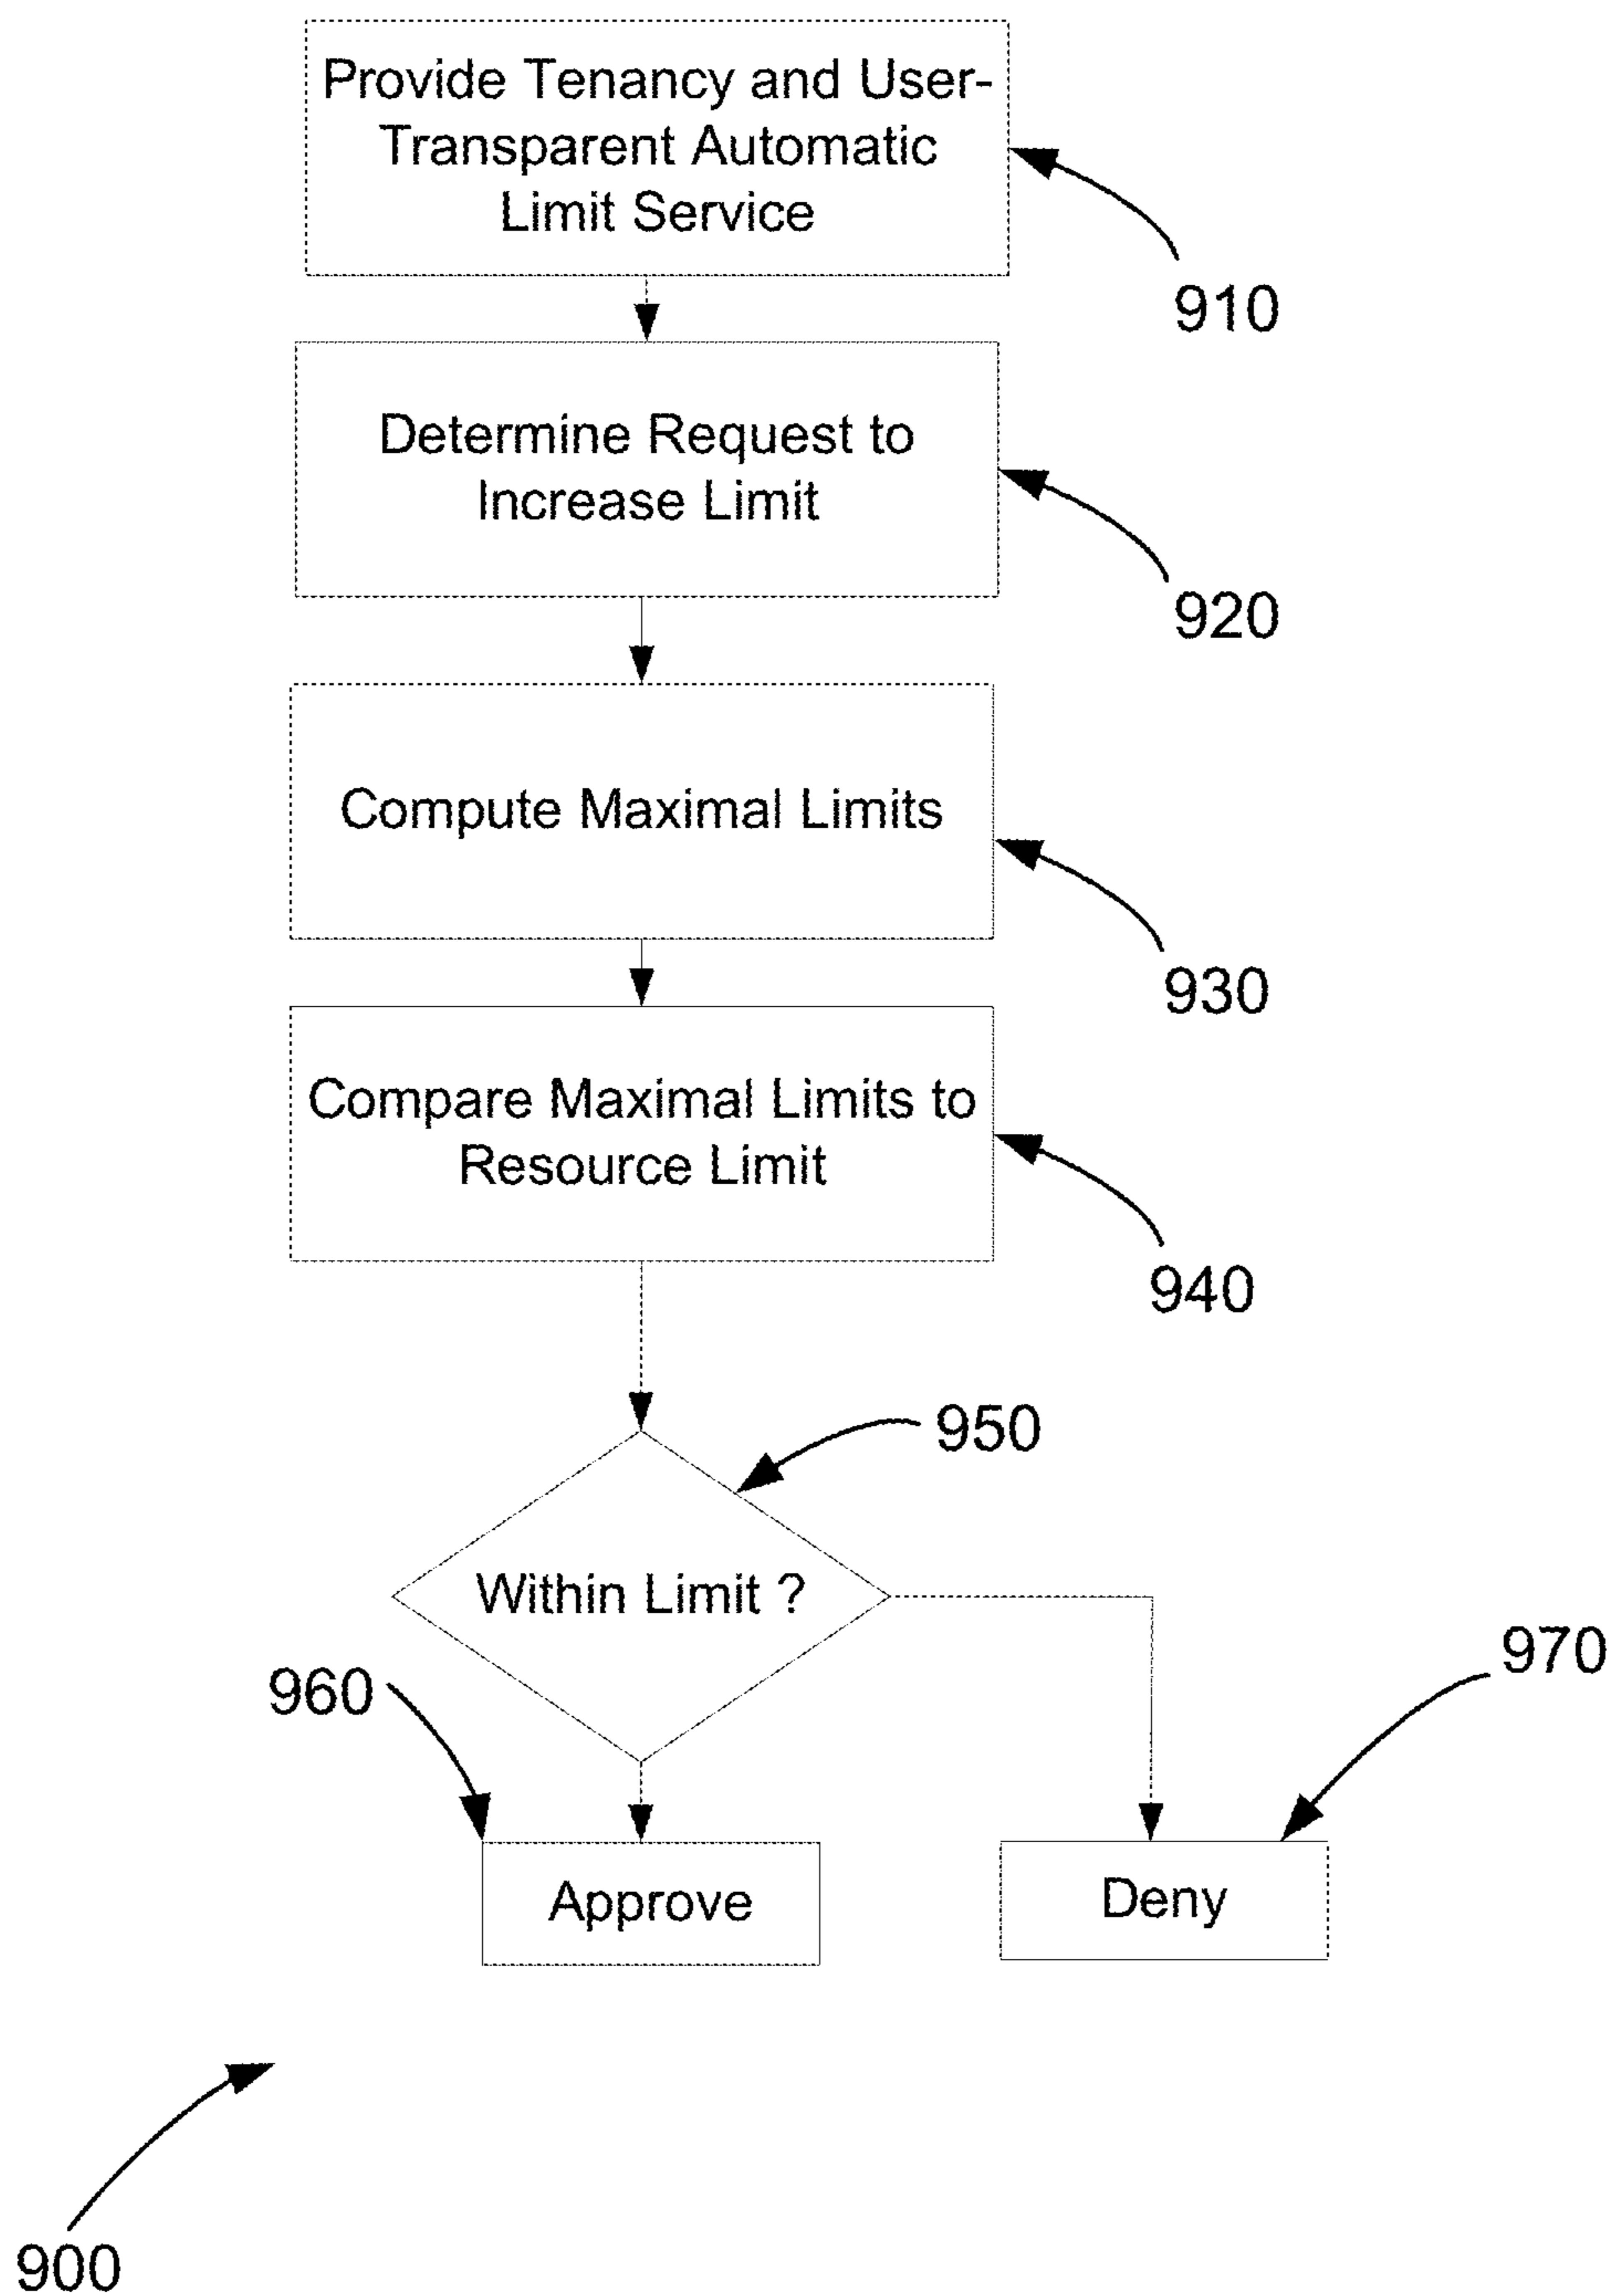 Provide Tenancy and User-
Transparent Automatic
Limit Service
910
Determine Request to
Increase Limit
920
Compute Maximal Limits
930
Compare Maximal Limits to
Resource Limit
940
950
Within Limit ?
960
970
Approve
Deny
900